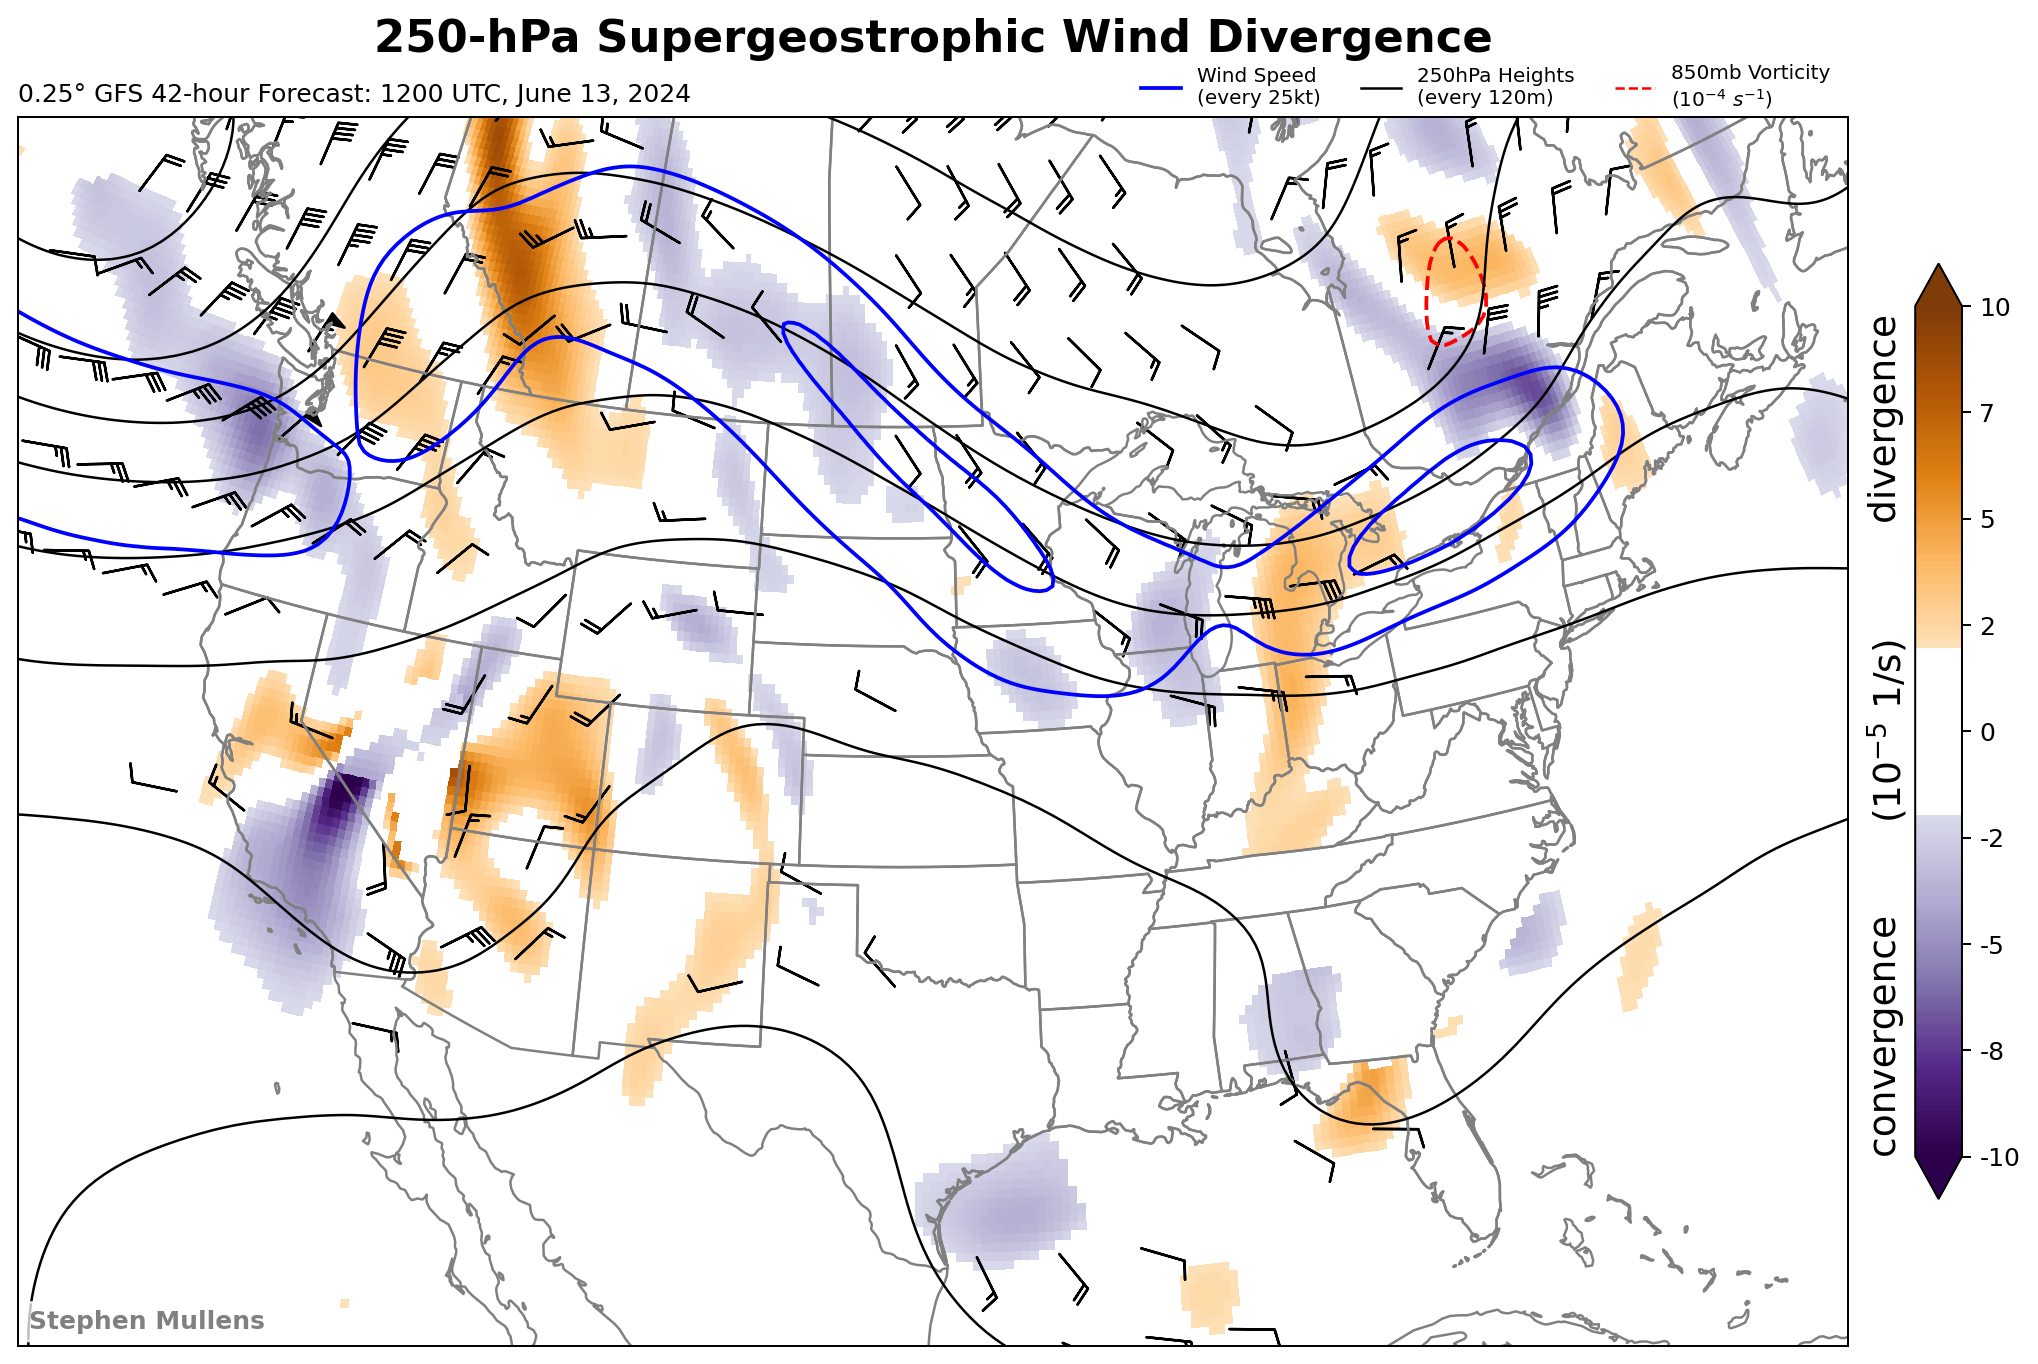 250-hPa Supergeostrophic Wind Divergence
0.25° GFS 42-hour Forecast: 1200 UTC, June 13, 2024
Wind Speed
(every 25kt)
250hPa Heights
(every 120m)
850mb Vorticity
(10⁻⁴ s⁻¹)
10
7
5
2
0
-2
-5
-8
-10
convergence (10⁻⁵ 1/s) divergence
Stephen Mullens